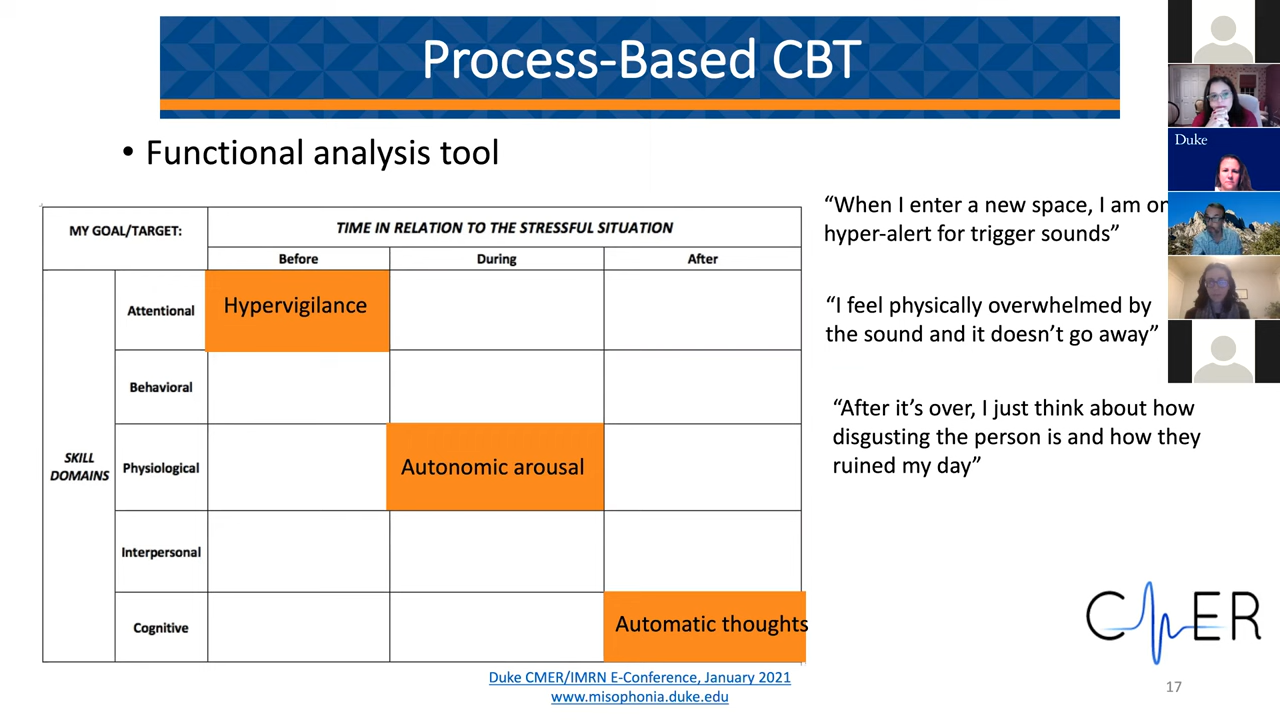 Process-Based CBT
• Functional analysis tool
MY GOAL/TARGET:
TIME IN RELATION TO THE STRESSFUL SITUATION
Before
During
After
SKILL
DOMAINS
Attentional
Hypervigilance
Behavioral
Physiological
Autonomic arousal
Interpersonal
Cognitive
Automatic thoughts
“When I enter a new space, I am on
hyper-alert for trigger sounds”
“I feel physically overwhelmed by
the sound and it doesn’t go away”
“After it’s over, I just think about how
disgusting the person is and how they
ruined my day”
Duke
CMER
Duke CMER/IMRN E-Conference, January 2021
www.misophonia.duke.edu
17